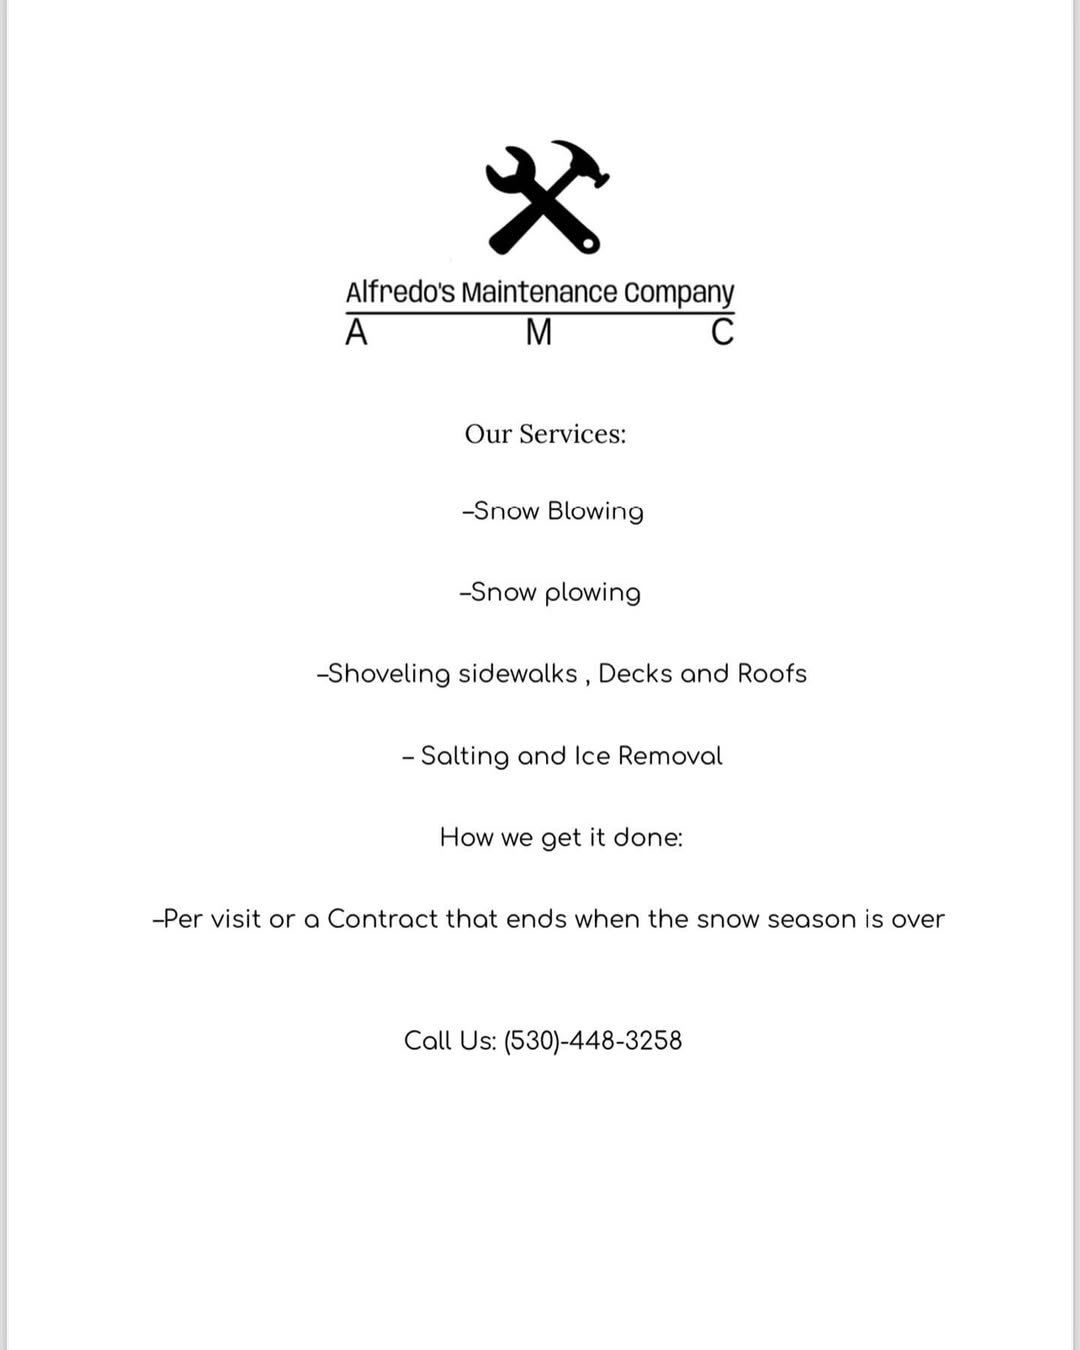 Alfredo's Maintenance Company
A M C
Our Services:
–Snow Blowing
–Snow plowing
–Shoveling sidewalks , Decks and Roofs
– Salting and Ice Removal
How we get it done:
–Per visit or a Contract that ends when the snow season is over
Call Us: (530)-448-3258